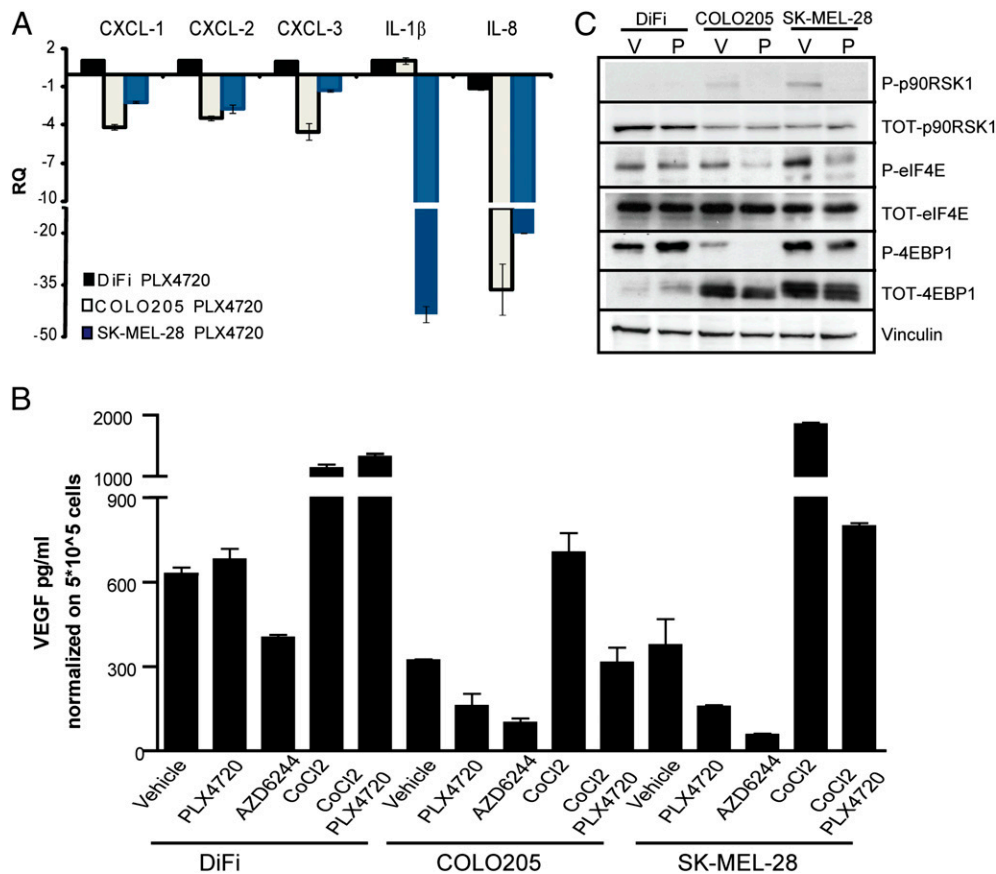 A
CXCL-1 CXCL-2 CXCL-3 IL-1β IL-8
2
-1
-4
-7
-10
-20
-35
-50
RQ
DiFi PLX4720
COLO205 PLX4720
SK-MEL-28 PLX4720
C
DiFi COLO205 SK-MEL-28
V P V P V P
P-p90RSK1
TOT-p90RSK1
P-eIF4E
TOT-eIF4E
P-4EBP1
TOT-4EBP1
Vinculin
B
2000
1000
900
600
300
0
VEGF pg/ml
normalized on 5*10^5 cells
Vehicle
PLX4720
AZD6244
CoCl2
CoCl2
PLX4720
Vehicle
PLX4720
AZD6244
CoCl2
CoCl2
PLX4720
Vehicle
PLX4720
AZD6244
CoCl2
CoCl2
PLX4720
DiFi COLO205 SK-MEL-28